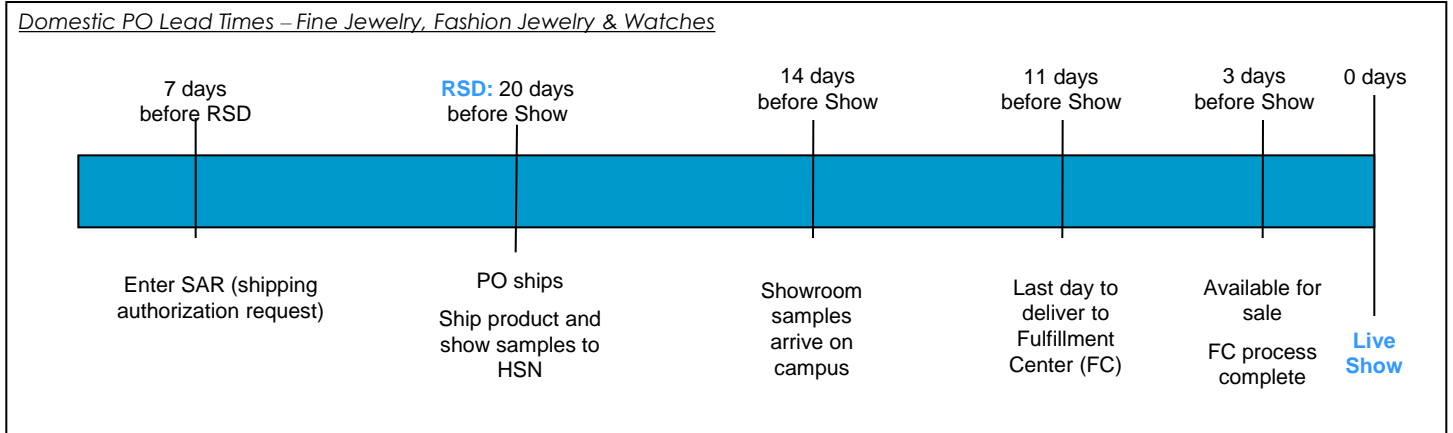 Domestic PO Lead Times – Fine Jewelry, Fashion Jewelry & Watches
7 days
before RSD
RSD: 20 days
before Show
14 days
before Show
11 days
before Show
3 days
before Show
0 days
Enter SAR (shipping
authorization request)
PO ships
Ship product and
show samples to
HSN
Showroom
samples
arrive on
campus
Last day to
deliver to
Fulfillment
Center (FC)
Available for
sale
FC process
complete
Live
Show